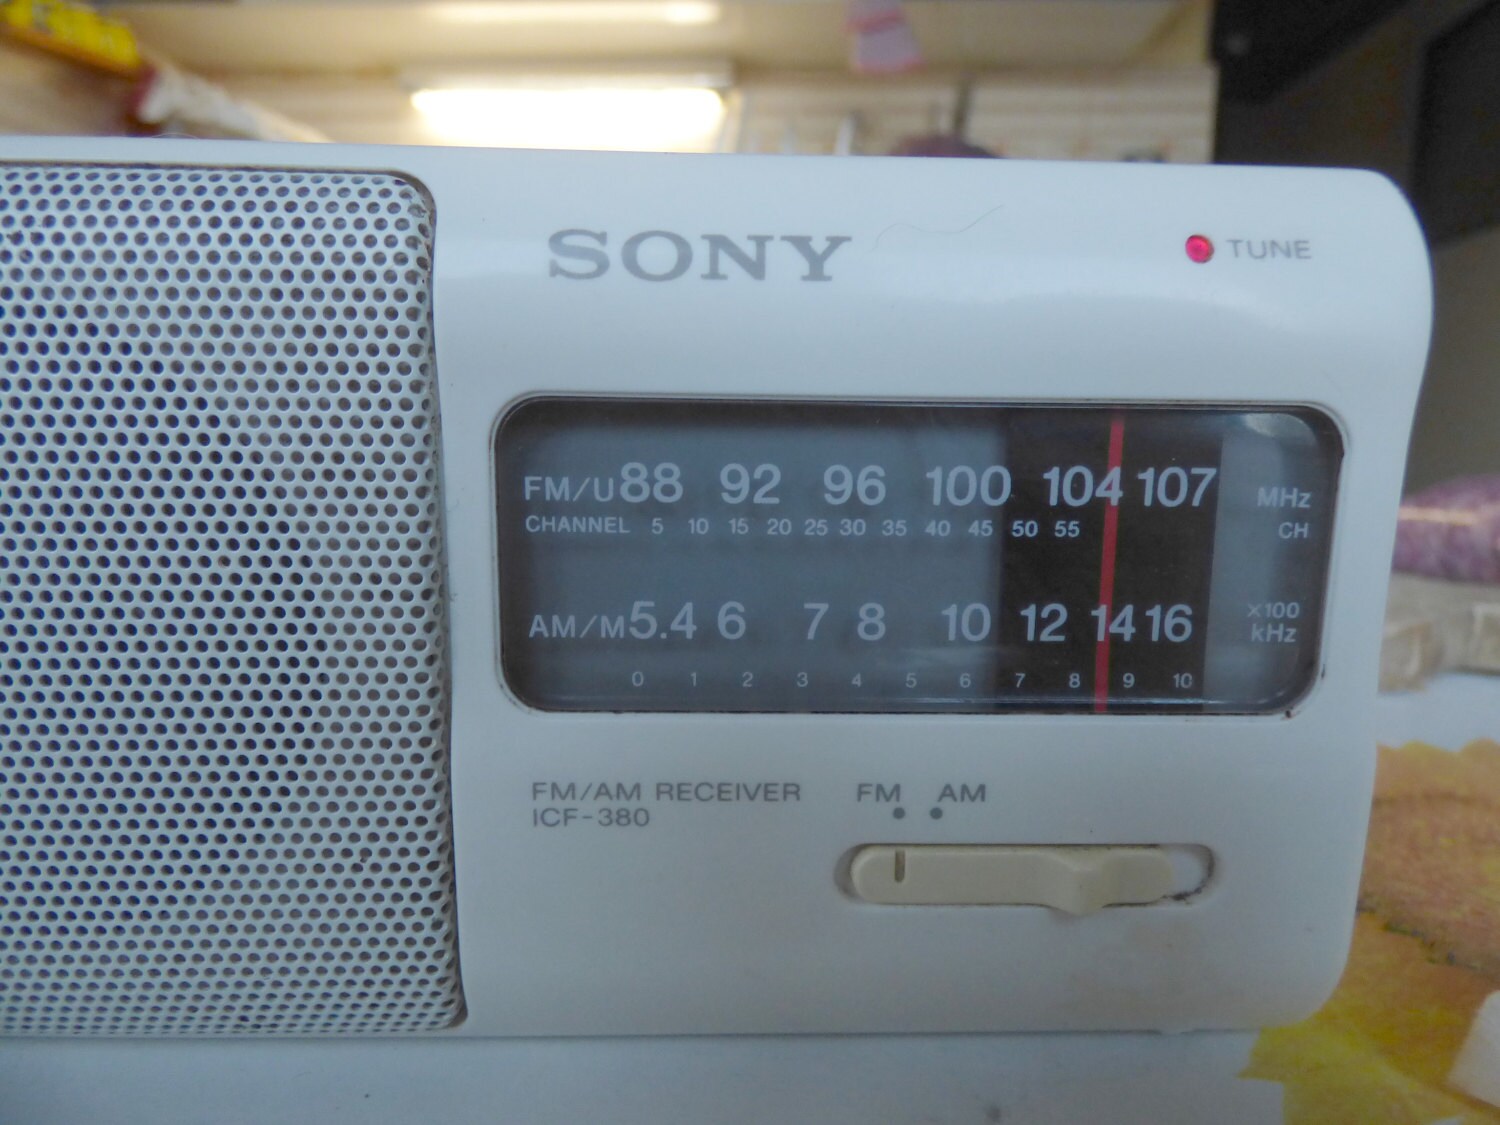 SONY
TUNE
FM/U 88 92 96 100 104 107 MHz
CHANNEL 5 10 15 20 25 30 35 40 45 50 55 CH
AM/M 5.4 6 7 8 10 12 14 16 x100 kHz
0 1 2 3 4 5 6 7 8 9 10
FM/AM RECEIVER
ICF-380
FM AM